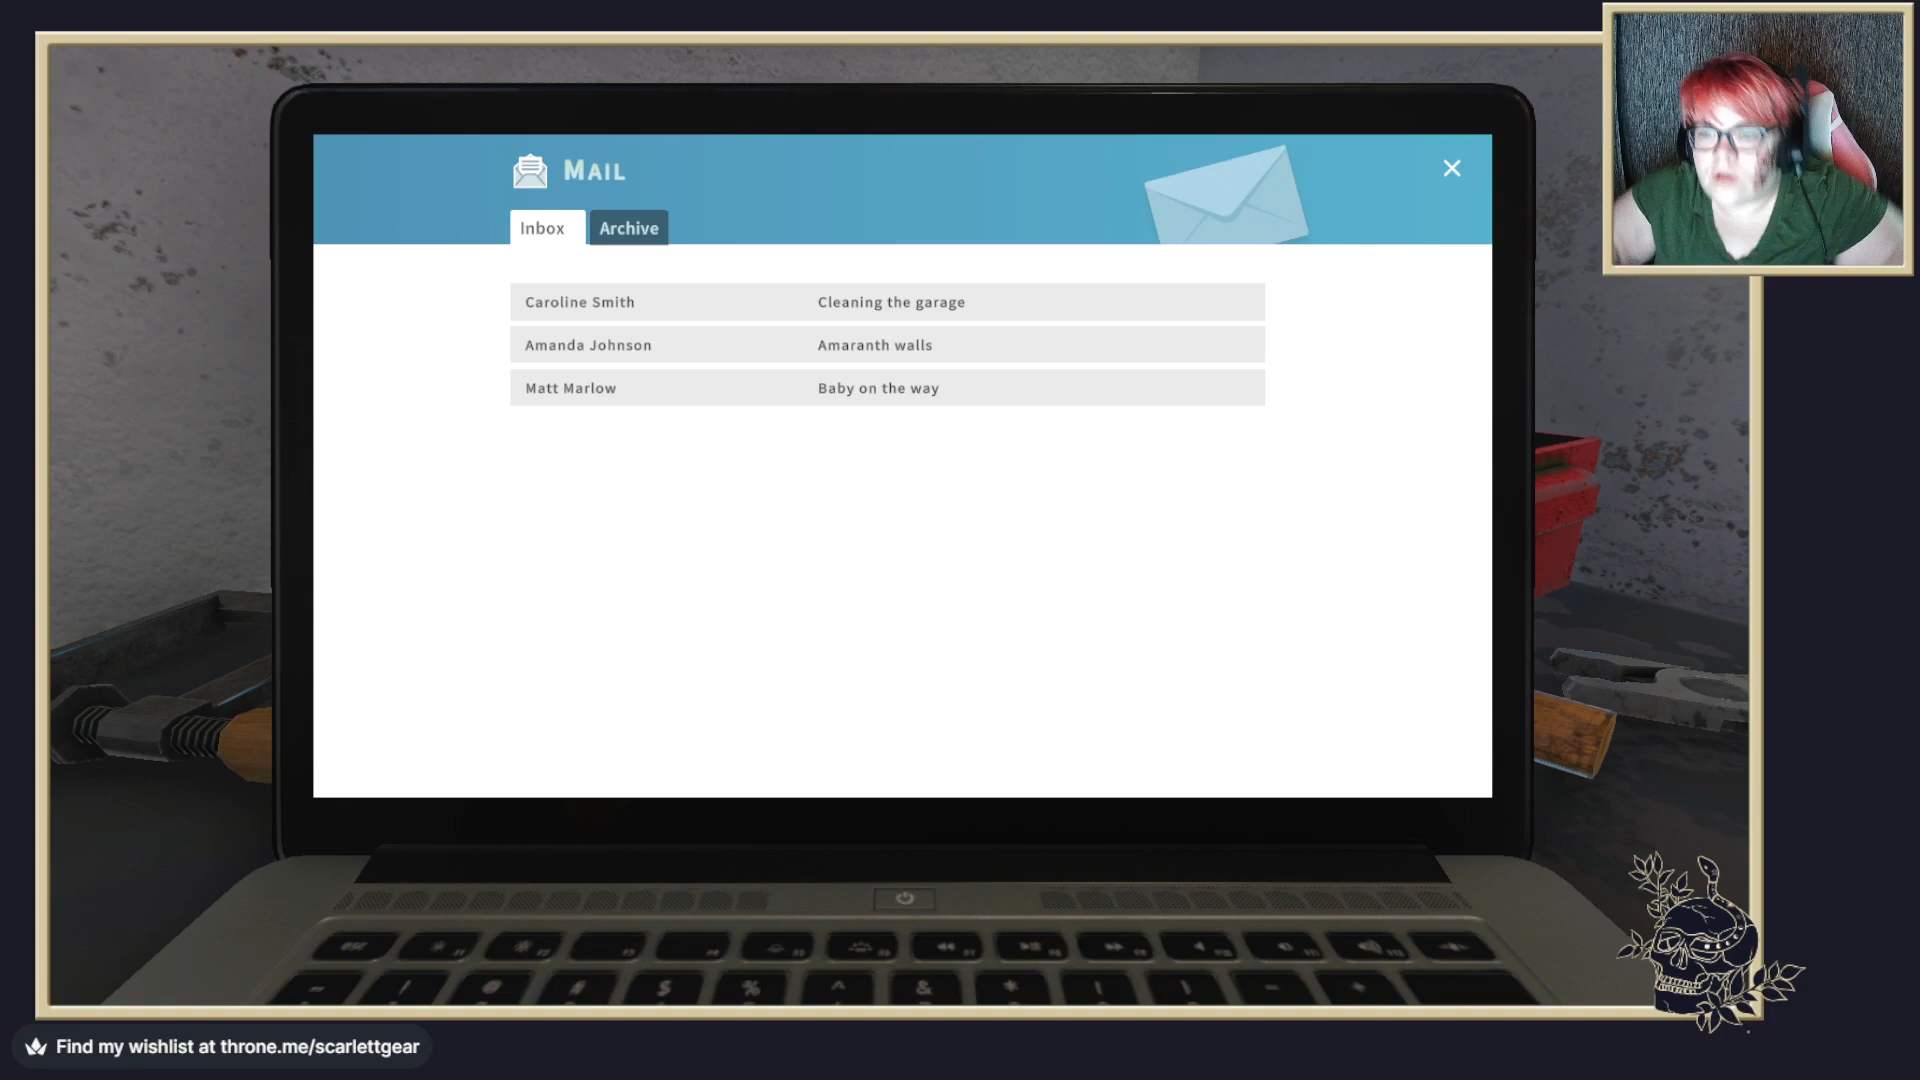 MAIL
Inbox
Archive
Caroline Smith
Cleaning the garage
Amanda Johnson
Amaranth walls
Matt Marlow
Baby on the way
esc
! @ # $ % ^ & *
Find my wishlist at throne.me/scarlettgear